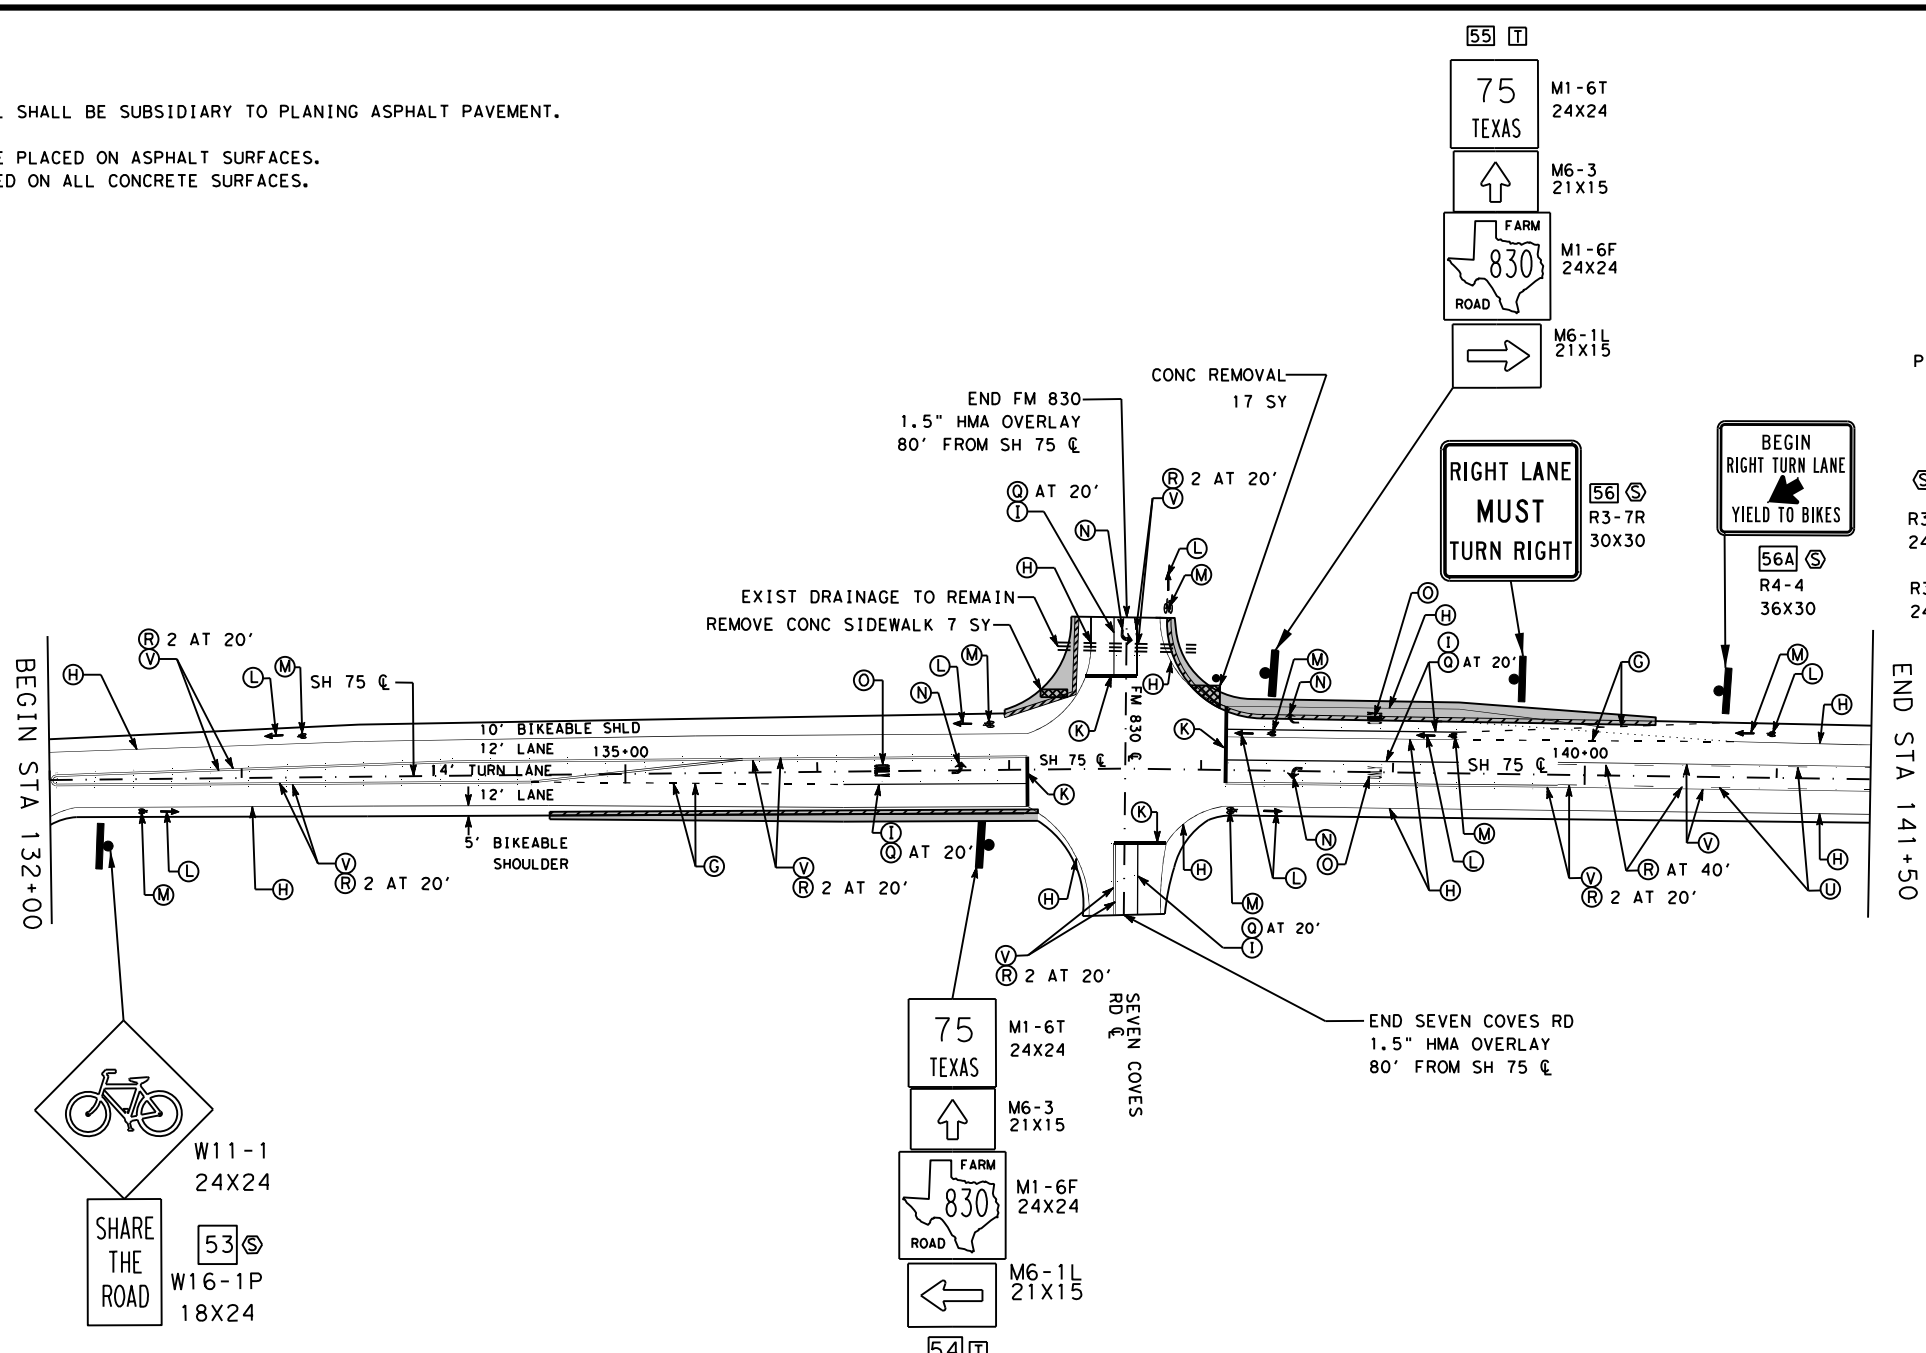 L SHALL BE SUBSIDIARY TO PLANING ASPHALT PAVEMENT.
E PLACED ON ASPHALT SURFACES.
ED ON ALL CONCRETE SURFACES.
55 T
75
TEXAS
M1-6T
24X24
M6-3
21X15
FARM
830
ROAD
M1-6F
24X24
M6-1L
21X15
P
CONC REMOVAL
17 SY
END FM 830
1.5" HMA OVERLAY
80' FROM SH 75 ℄
Q AT 20'
I
N
R 2 AT 20'
V
H
L
M
EXIST DRAINAGE TO REMAIN
REMOVE CONC SIDEWALK 7 SY
RIGHT LANE
MUST
TURN RIGHT
56 S
R3-7R
30X30
BEGIN
RIGHT TURN LANE
YIELD TO BIKES
56A S
R4-4
36X30
S
R3
24
R3
24
BEGIN STA 132+00
R 2 AT 20'
V
H
L
M
SH 75 ℄
O
N
L
M
K
H
FM 830 ℄
K
M
N
O
H
I
Q AT 20'
G
M
L
H
END STA 141+50
10' BIKEABLE SHLD
12' LANE
135+00
14' TURN LANE
12' LANE
SH 75 ℄
SH 75 ℄
140+00
5' BIKEABLE
SHOULDER
M
L
H
V
R 2 AT 20'
G
V
R 2 AT 20'
I
Q AT 20'
K
K
H
H
M
L
N
O
H
L
M
V
R 2 AT 20'
R AT 40'
V
U
H
Q AT 20'
I
V
R 2 AT 20'
SEVEN COVES
RD ℄
END SEVEN COVES RD
1.5" HMA OVERLAY
80' FROM SH 75 ℄
W11-1
24X24
SHARE
THE
ROAD
53 S
W16-1P
18X24
75
TEXAS
M1-6T
24X24
M6-3
21X15
FARM
830
ROAD
M1-6F
24X24
M6-1L
21X15
54 T